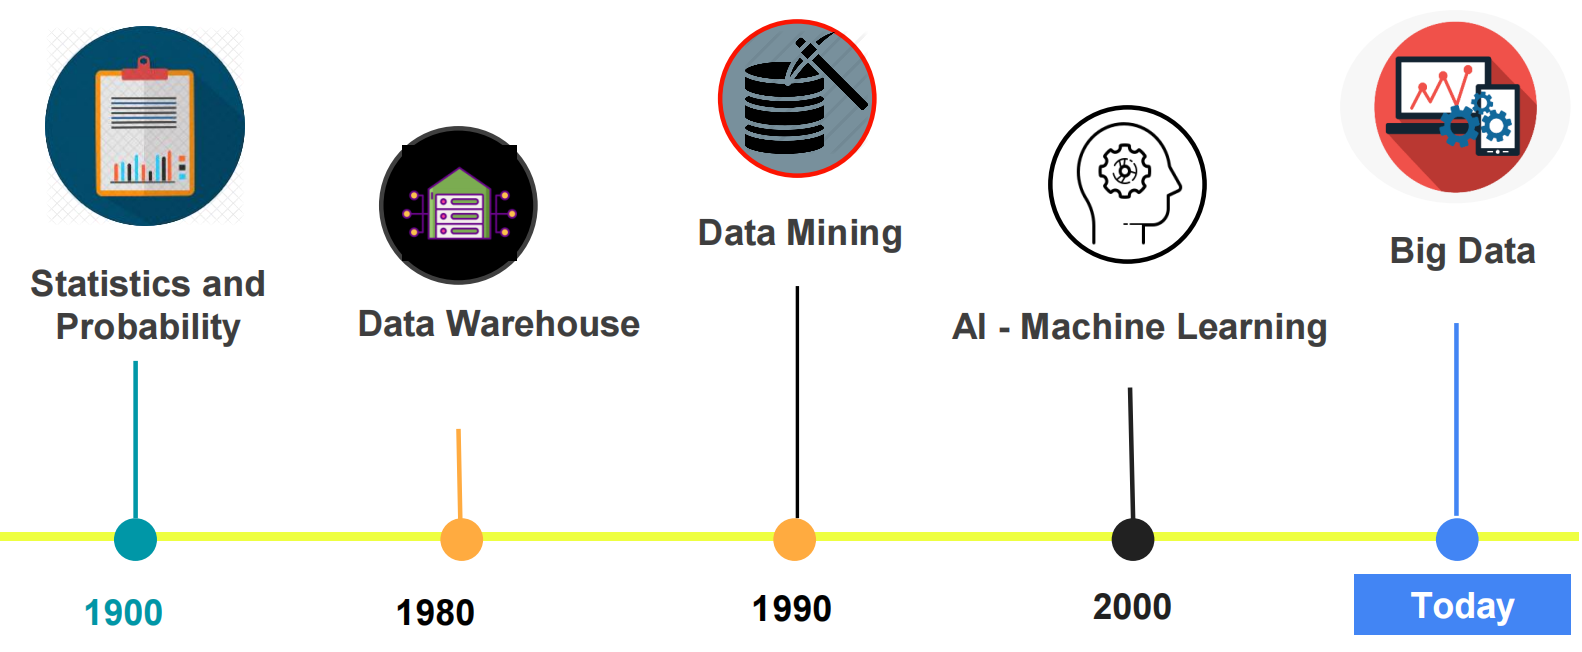 Statistics and
Probability
Data Warehouse
Data Mining
AI - Machine Learning
Big Data
1900
1980
1990
2000
Today